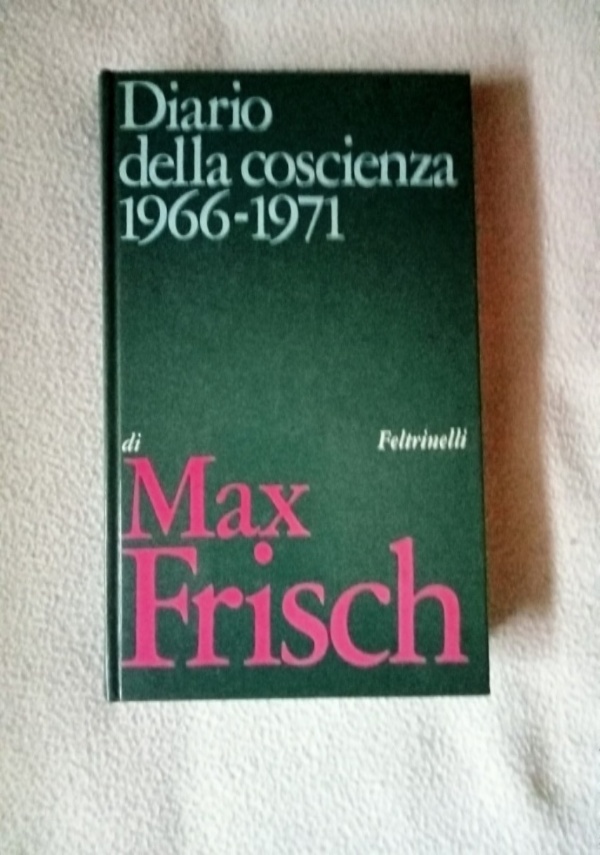 Diario
della coscienza
1966-1971
di
Feltrinelli
Max
Frisch